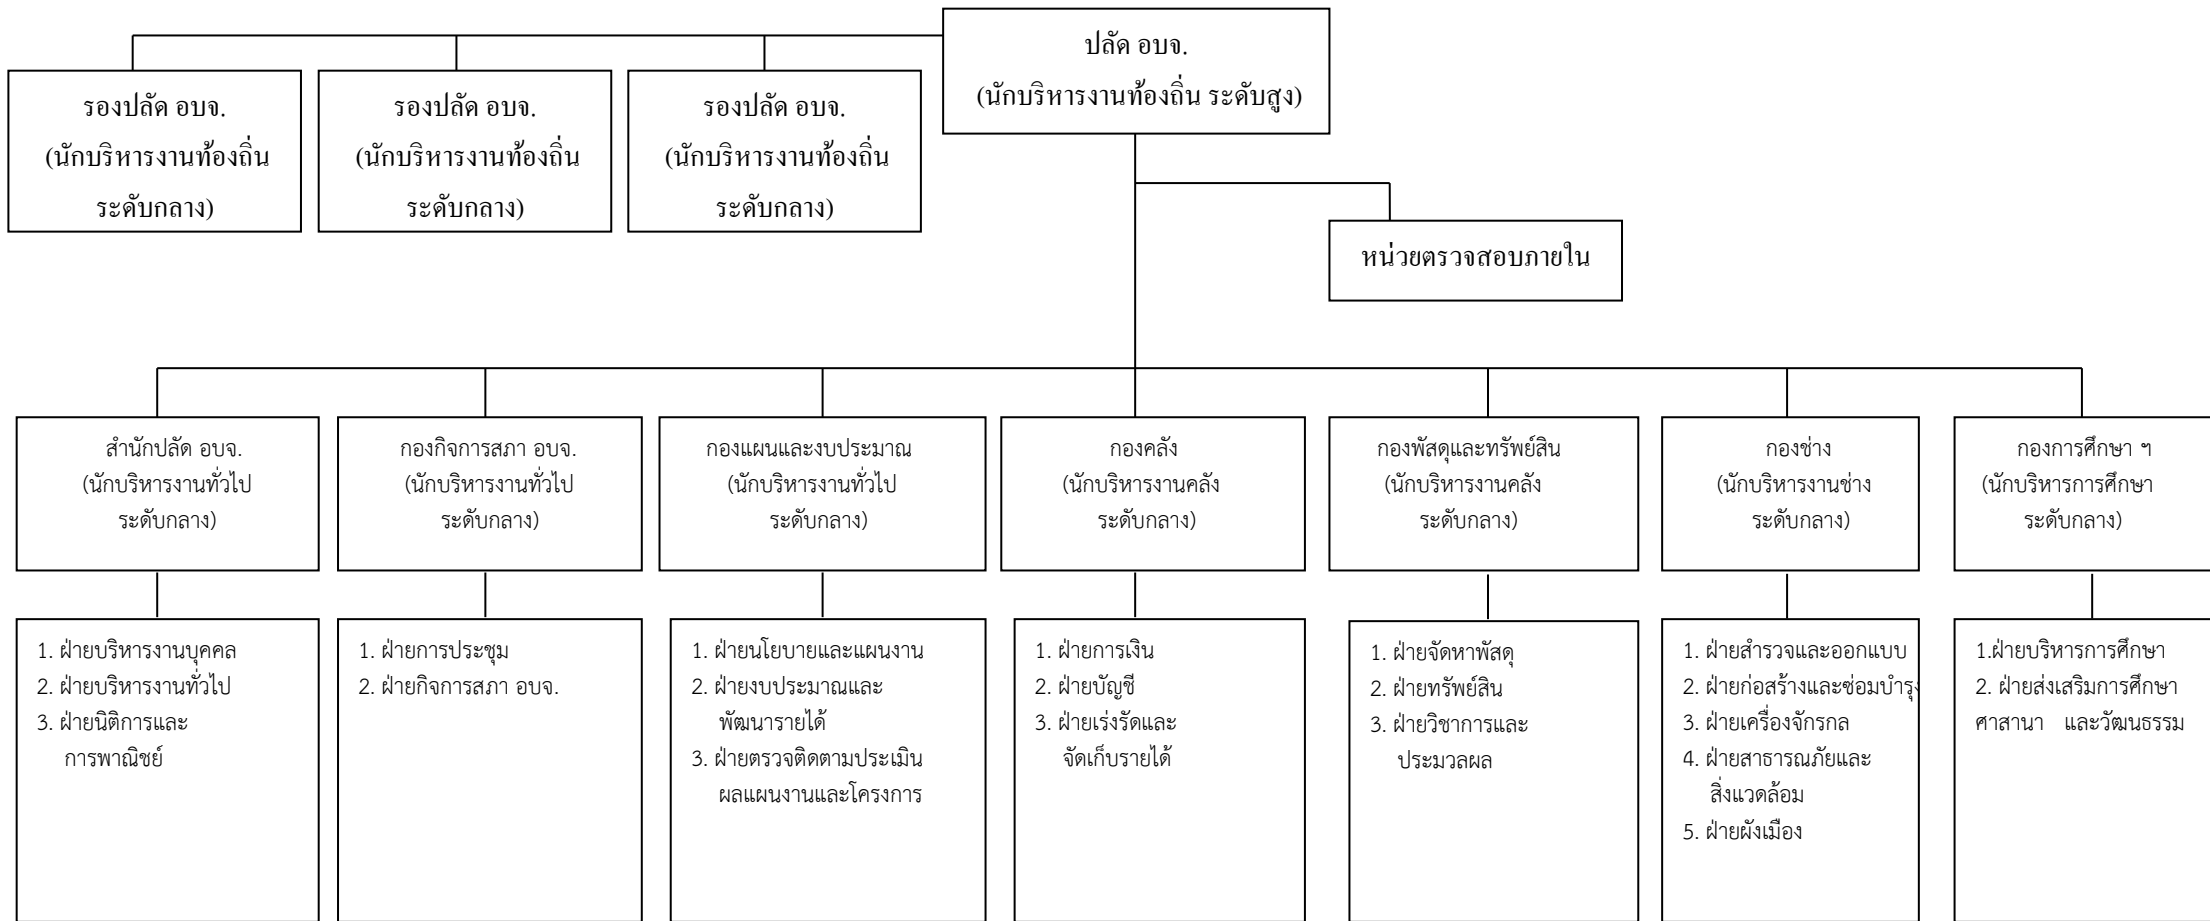 ปลัด อบจ.
(นักบริหารงานท้องถิ่น ระดับสูง)
รองปลัด อบจ.
(นักบริหารงานท้องถิ่น
ระดับกลาง)
รองปลัด อบจ.
(นักบริหารงานท้องถิ่น
ระดับกลาง)
รองปลัด อบจ.
(นักบริหารงานท้องถิ่น
ระดับกลาง)
หน่วยตรวจสอบภายใน
สำนักปลัด อบจ.
(นักบริหารงานทั่วไป
ระดับกลาง)
กองกิจการสภา อบจ.
(นักบริหารงานทั่วไป
ระดับกลาง)
กองแผนและงบประมาณ
(นักบริหารงานทั่วไป
ระดับกลาง)
กองคลัง
(นักบริหารงานคลัง
ระดับกลาง)
กองพัสดุและทรัพย์สิน
(นักบริหารงานคลัง
ระดับกลาง)
กองช่าง
(นักบริหารงานช่าง
ระดับกลาง)
กองการศึกษา ฯ
(นักบริหารการศึกษา
ระดับกลาง)
1. ฝ่ายบริหารงานบุคคล
2. ฝ่ายบริหารงานทั่วไป
3. ฝ่ายนิติการและ
การพาณิชย์
1. ฝ่ายการประชุม
2. ฝ่ายกิจการสภา อบจ.
1. ฝ่ายนโยบายและแผนงาน
2. ฝ่ายงบประมาณและ
พัฒนารายได้
3. ฝ่ายตรวจติดตามประเมิน
ผลแผนงานและโครงการ
1. ฝ่ายการเงิน
2. ฝ่ายบัญชี
3. ฝ่ายเร่งรัดและ
จัดเก็บรายได้
1. ฝ่ายจัดหาพัสดุ
2. ฝ่ายทรัพย์สิน
3. ฝ่ายวิชาการและ
ประมวลผล
1. ฝ่ายสำรวจและออกแบบ
2. ฝ่ายก่อสร้างและซ่อมบำรุง
3. ฝ่ายเครื่องจักรกล
4. ฝ่ายสาธารณภัยและ
สิ่งแวดล้อม
5. ฝ่ายผังเมือง
1.ฝ่ายบริหารการศึกษา
2. ฝ่ายส่งเสริมการศึกษา
ศาสานา และวัฒนธรรม